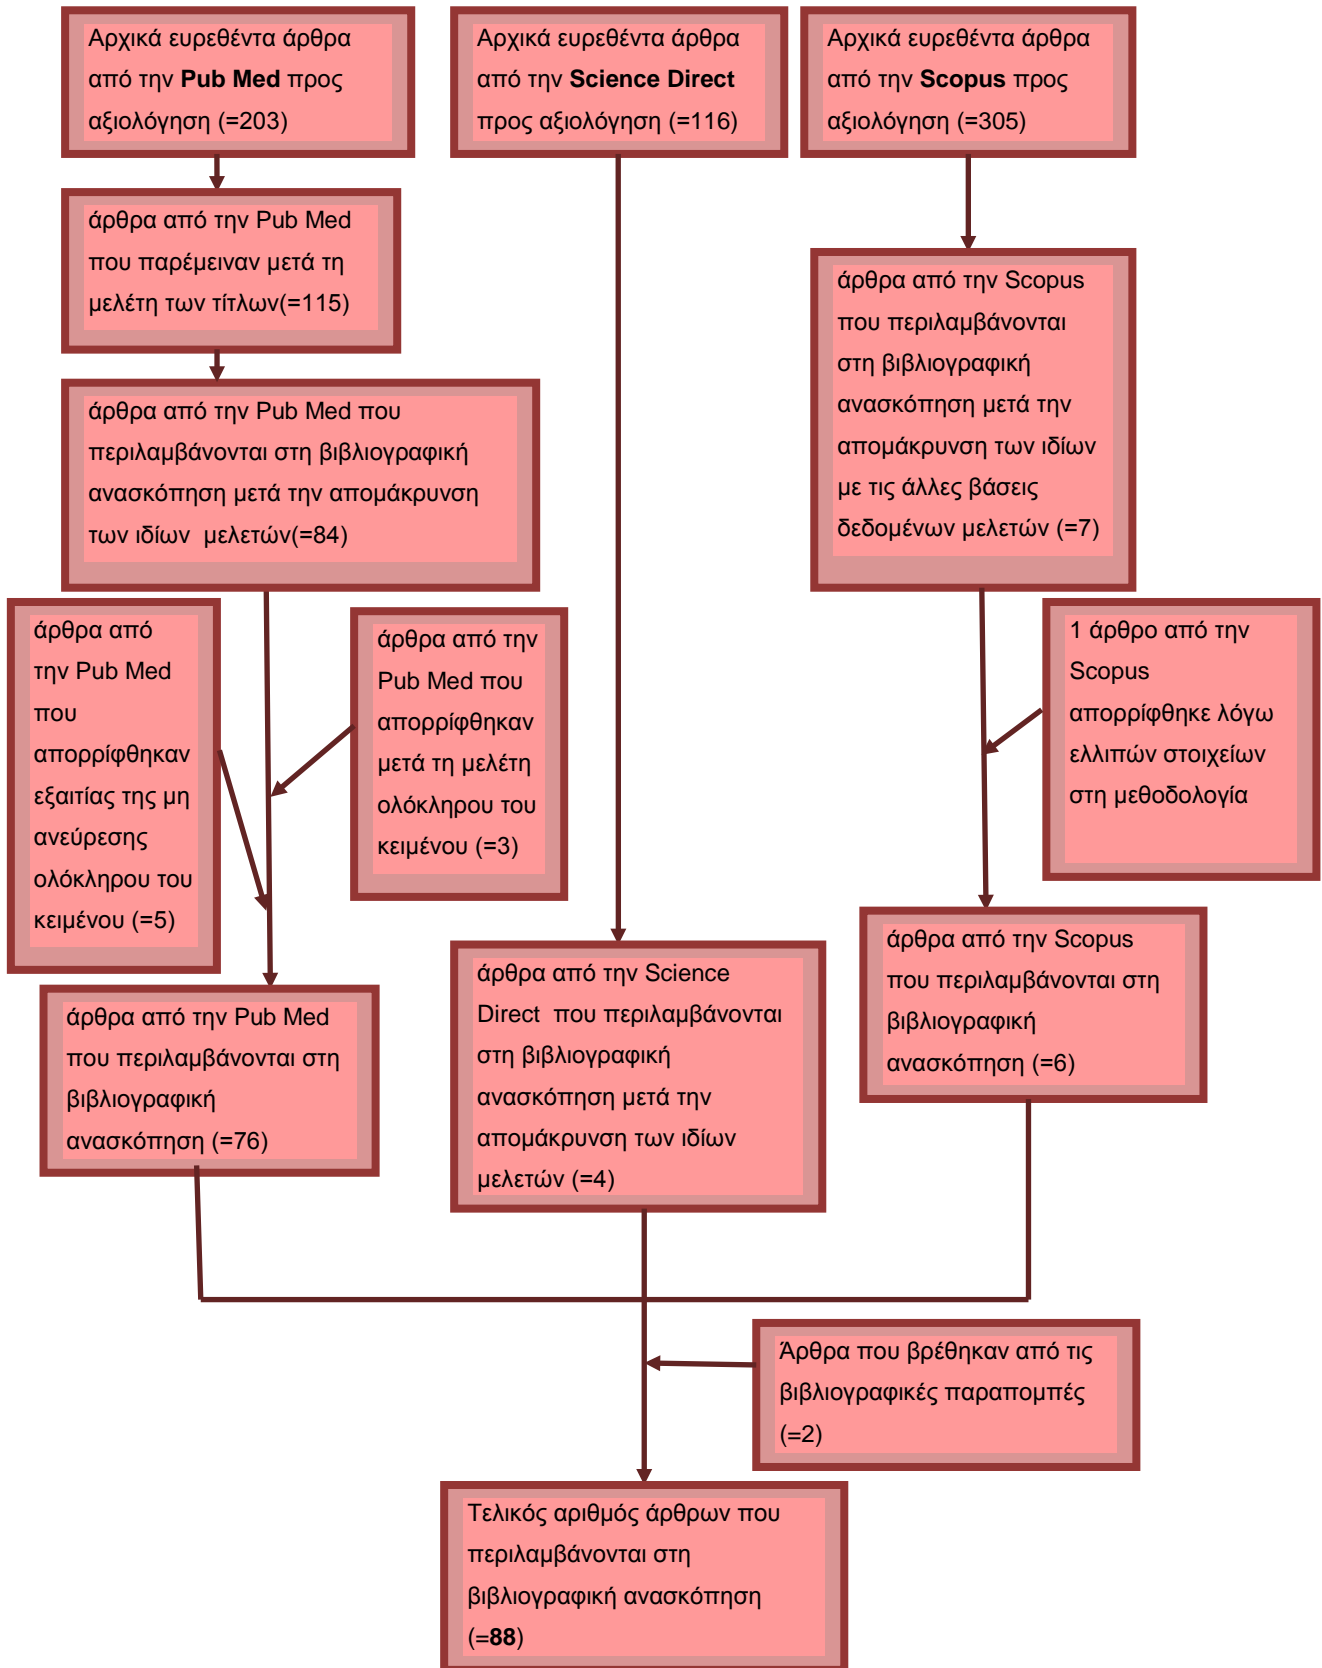 Αρχικά ευρεθέντα άρθρα
από την Pub Med προς
αξιολόγηση (=203)
Αρχικά ευρεθέντα άρθρα
από την Science Direct
προς αξιολόγηση (=116)
Αρχικά ευρεθέντα άρθρα
από την Scopus προς
αξιολόγηση (=305)
άρθρα από την Pub Med
που παρέμειναν μετά τη
μελέτη των τίτλων(=115)
άρθρα από την Scopus
που περιλαμβάνονται
στη βιβλιογραφική
ανασκόπηση μετά την
απομάκρυνση των ιδίων
με τις άλλες βάσεις
δεδομένων μελετών (=7)
άρθρα από την Pub Med που
περιλαμβάνονται στη βιβλιογραφική
ανασκόπηση μετά την απομάκρυνση
των ιδίων μελετών(=84)
άρθρα από
την Pub Med
που
απορρίφθηκαν
εξαιτίας της μη
ανεύρεσης
ολόκληρου του
κειμένου (=5)
άρθρα από την
Pub Med που
απορρίφθηκαν
μετά τη μελέτη
ολόκληρου του
κειμένου (=3)
1 άρθρο από την
Scopus
απορρίφθηκε λόγω
ελλιπών στοιχείων
στη μεθοδολογία
άρθρα από την Pub Med
που περιλαμβάνονται στη
βιβλιογραφική
ανασκόπηση (=76)
άρθρα από την Science
Direct που περιλαμβάνονται
στη βιβλιογραφική
ανασκόπηση μετά την
απομάκρυνση των ιδίων
μελετών (=4)
άρθρα από την Scopus
που περιλαμβάνονται στη
βιβλιογραφική
ανασκόπηση (=6)
Άρθρα που βρέθηκαν από τις
βιβλιογραφικές παραπομπές
(=2)
Τελικός αριθμός άρθρων που
περιλαμβάνονται στη
βιβλιογραφική ανασκόπηση
(=88)